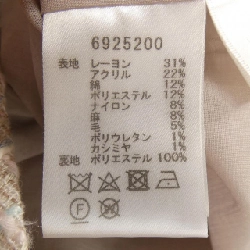 6925200
表地 レーヨン 31%
アクリル 22%
綿 12%
ポリエステル 12%
ナイロン 8%
麻 8%
毛 5%
ポリウレタン 1%
カシミヤ 1%
裏地 ポリエステル 100%
F